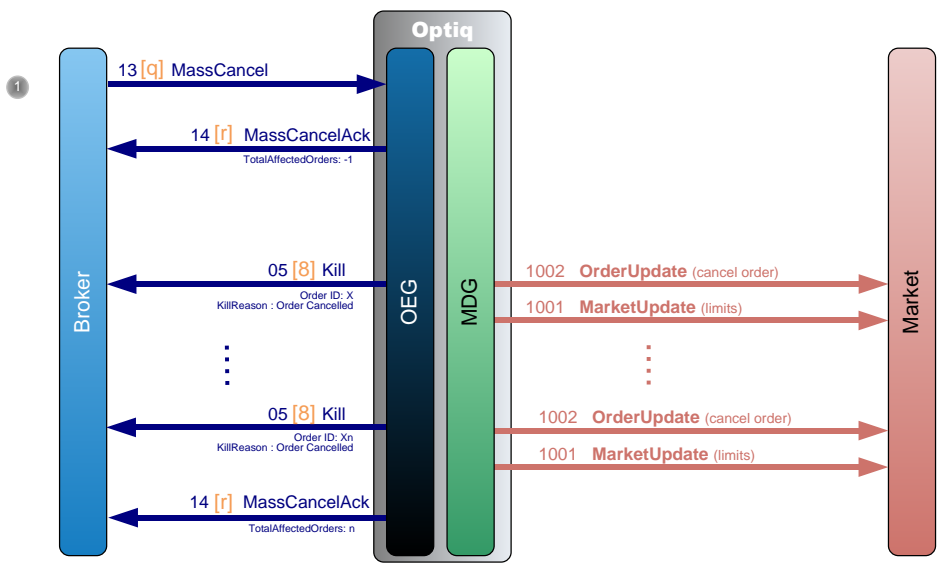 Optiq
1
13 [q] MassCancel
14 [r] MassCancelAck
TotalAffectedOrders: -1
Broker
OEG
MDG
Market
05 [8] Kill
Order ID: X
KillReason : Order Cancelled
1002 OrderUpdate (cancel order)
1001 MarketUpdate (limits)
05 [8] Kill
Order ID: Xn
KillReason : Order Cancelled
1002 OrderUpdate (cancel order)
1001 MarketUpdate (limits)
14 [r] MassCancelAck
TotalAffectedOrders: n